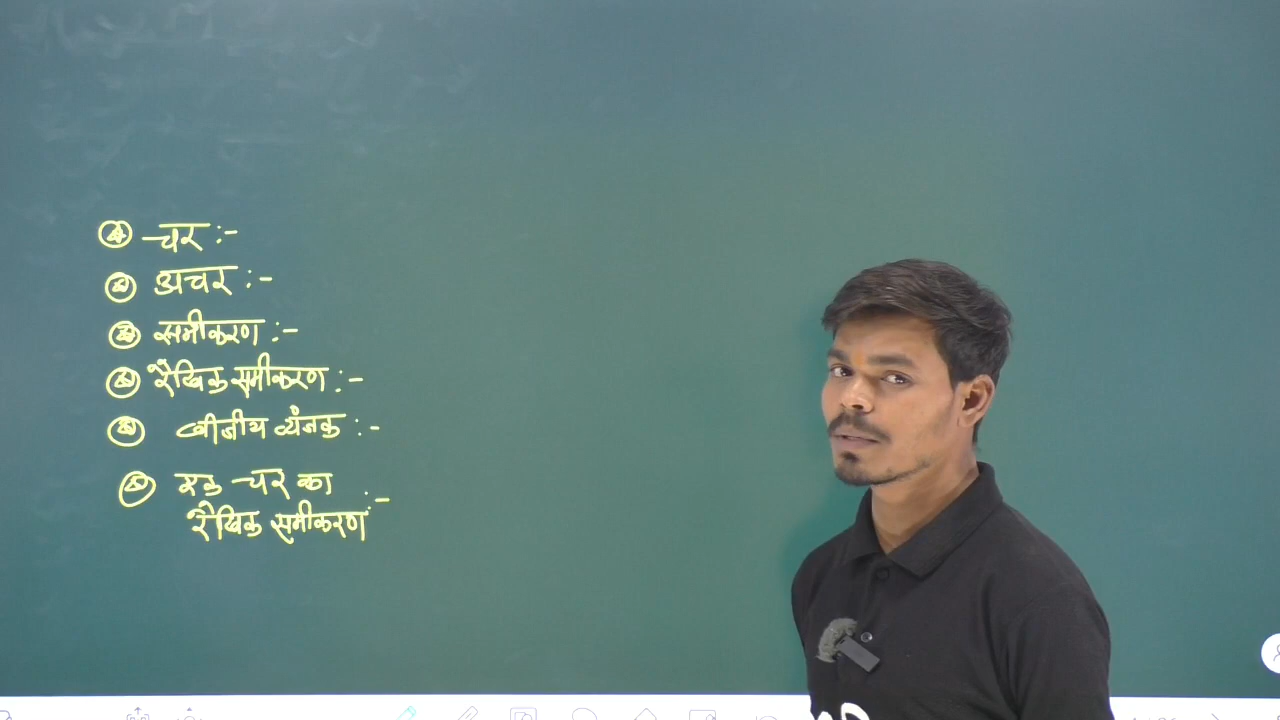 चर :-
अचर :-
समीकरण :-
रैखिक समीकरण :-
बीजीय व्यंजक :-
एक चर का
रैखिक समीकरण :-